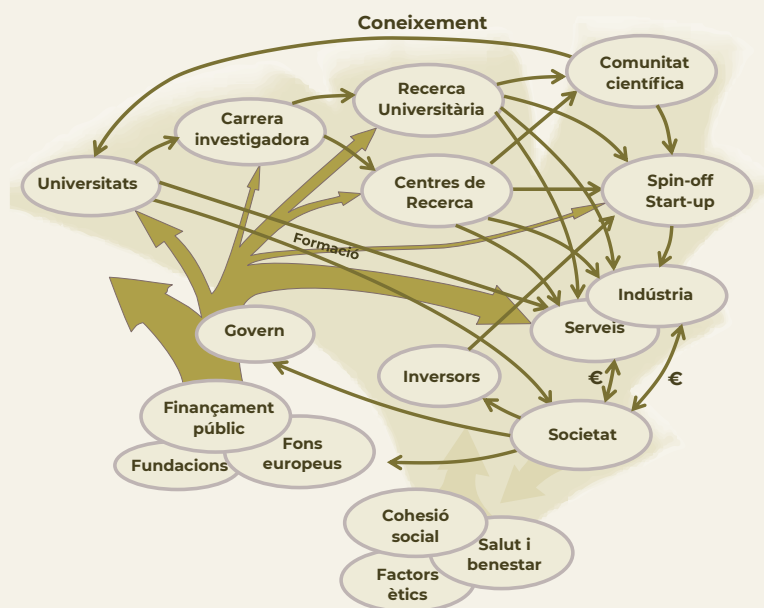 Coneixement
Comunitat
científica
Recerca
Universitària
Carrera
investigadora
Universitats
Centres de
Recerca
Spin-off
Start-up
Formació
Indústria
Serveis
Govern
Inversors
€
€
Finançament
públic
Fundacions
Fons
europeus
Societat
Cohesió
social
Salut i
benestar
Factors
ètics